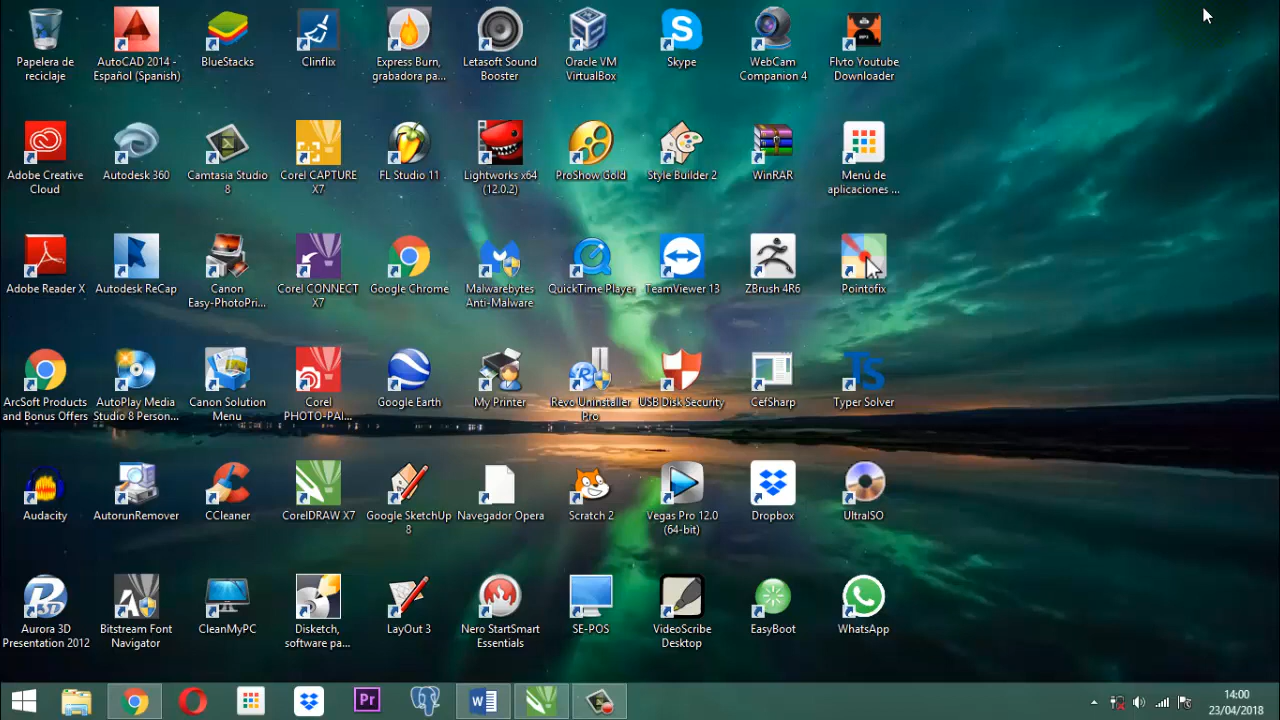 Papelera de
reciclaje
AutoCAD 2014 -
Español (Spanish)
BlueStacks
Clinflix
Express Burn,
grabadora pa...
Letasoft Sound
Booster
Oracle VM
VirtualBox
Skype
WebCam
Companion 4
Flvto Youtube
Downloader
Adobe Creative
Cloud
Autodesk 360
Camtasia Studio
8
Corel CAPTURE
X7
FL Studio 11
Lightworks x64
(12.0.2)
ProShow Gold
Style Builder 2
WinRAR
Menú de
aplicaciones ...
Adobe Reader X
Autodesk ReCap
Canon
Easy-PhotoPri...
Corel CONNECT
X7
Google Chrome
Malwarebytes
Anti-Malware
QuickTime Player
TeamViewer 13
ZBrush 4R6
Pointofix
ArcSoft Products
and Bonus Offers
AutoPlay Media
Studio 8 Person...
Canon Solution
Menu
Corel
PHOTO-PAI...
Google Earth
My Printer
Revo Uninstaller
Pro
USB Disk Security
CefSharp
TS
Typer Solver
Audacity
AutorunRemover
CCleaner
CorelDRAW X7
Google SketchUp
8
Navegador Opera
Scratch 2
Vegas Pro 12.0
(64-bit)
Dropbox
UltraISO
Aurora 3D
Presentation 2012
Bitstream Font
Navigator
CleanMyPC
Disketch,
software pa...
LayOut 3
Nero StartSmart
Essentials
SE-POS
VideoScribe
Desktop
EasyBoot
WhatsApp
Pr
14:00
23/04/2018